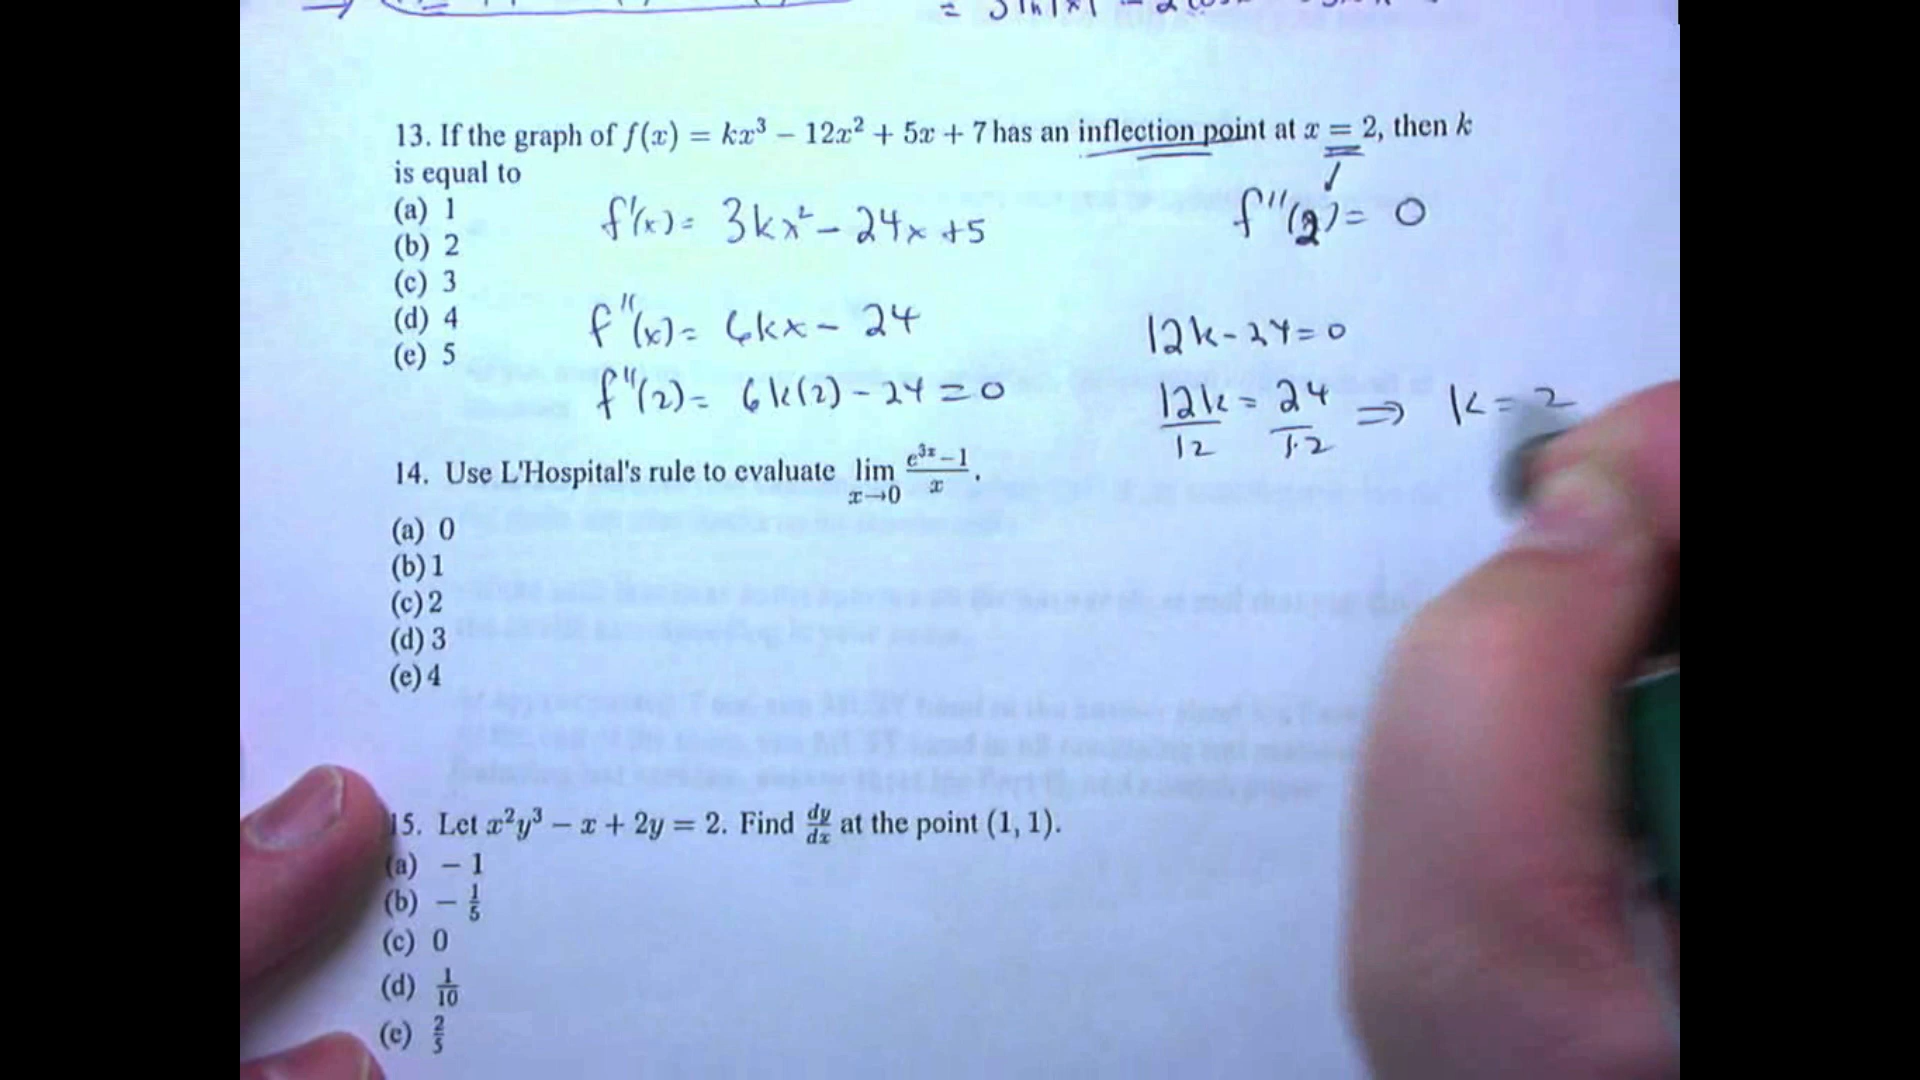 13. If the graph of f(x) = kx³ − 12x² + 5x + 7 has an inflection point at x = 2, then k
is equal to
(a) 1
(b) 2
(c) 3
(d) 4
(e) 5
f'(x) = 3kx² − 24x + 5
f''(2) = 0
f''(x) = 6kx − 24
12k − 24 = 0
f''(2) = 6k(2) − 24 = 0
12k/12 = 24/12 ⇒ k = 2
14. Use L'Hospital's rule to evaluate lim x→0 (e³ˣ − 1)/x .
(a) 0
(b) 1
(c) 2
(d) 3
(e) 4
15. Let x²y³ − x + 2y = 2. Find dy/dx at the point (1, 1).
(a) − 1
(b) − 1/5
(c) 0
(d) 1/10
(e) 2/5